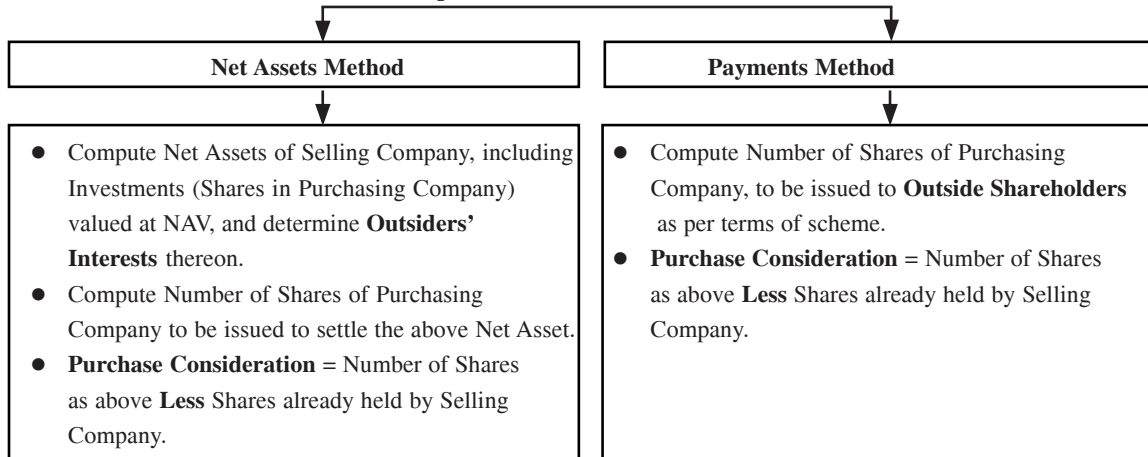 Net Assets Method
Payments Method
● Compute Net Assets of Selling Company, including
Investments (Shares in Purchasing Company)
valued at NAV, and determine Outsiders’
Interests thereon.
● Compute Number of Shares of Purchasing
Company to be issued to settle the above Net Asset.
● Purchase Consideration = Number of Shares
as above Less Shares already held by Selling
Company.
● Compute Number of Shares of Purchasing
Company, to be issued to Outside Shareholders
as per terms of scheme.
● Purchase Consideration = Number of Shares
as above Less Shares already held by Selling
Company.